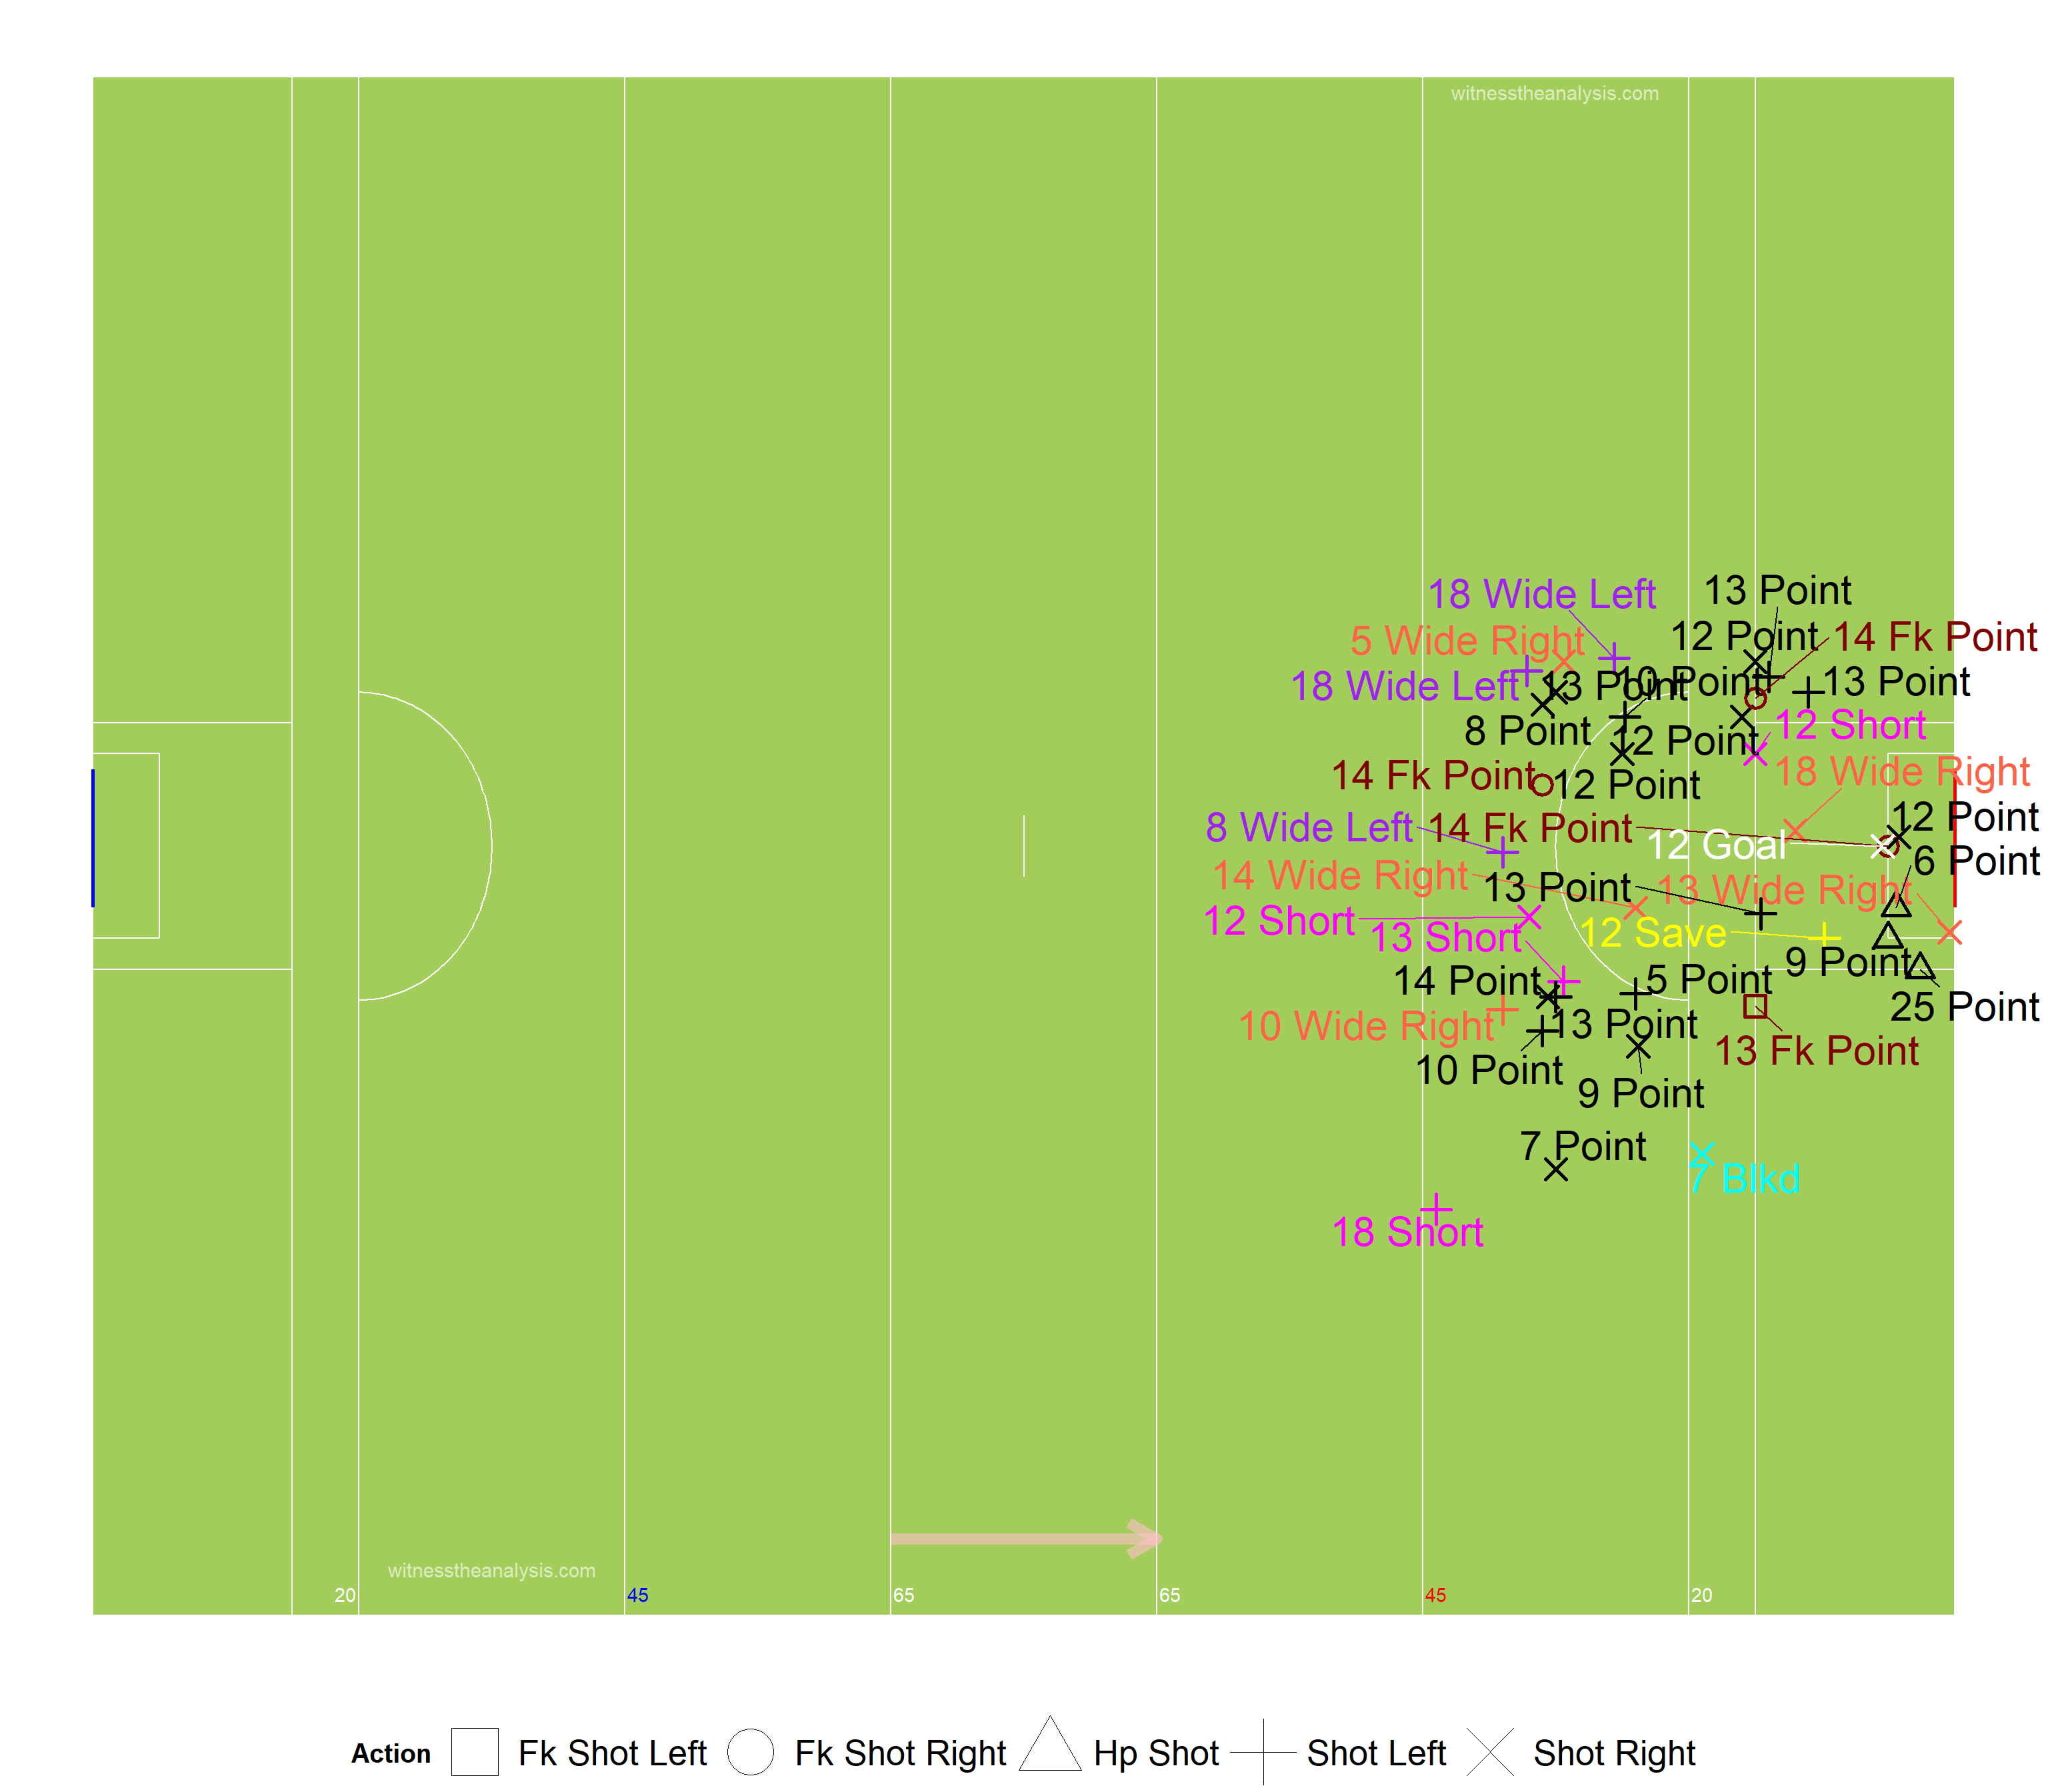 witnesstheanalysis.com
13 Point
18 Wide Left
12 Point
14 Fk Point
5 Wide Right
10 Point
13 Point
18 Wide Left
13 Point
12 Short
8 Point
12 Point
18 Wide Right
14 Fk Point
12 Point
12 Point
8 Wide Left
14 Fk Point
12 Goal
6 Point
14 Wide Right
13 Point
13 Wide Right
12 Short
13 Short
12 Save
9 Point
14 Point
5 Point
25 Point
10 Wide Right
13 Point
13 Fk Point
10 Point
9 Point
7 Point
7 Blkd
18 Short
witnesstheanalysis.com
20
45
65
65
45
20
Action
Fk Shot Left
Fk Shot Right
Hp Shot
Shot Left
Shot Right